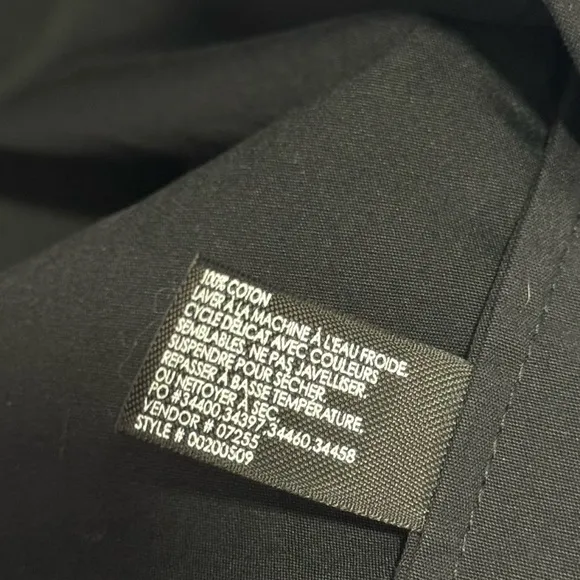 100% COTON
LAVER À LA MACHINE À L'EAU FROIDE.
CYCLE DÉLICAT AVEC COULEURS
SEMBLABLES. NE PAS JAVELLISER.
SUSPENDRE POUR SÉCHER
REPASSER À BASSE TEMPÉRATURE.
OU NETTOYER À SEC
PO #34400,34397,34460,34458
VENDOR # 07255
STYLE # 00200509